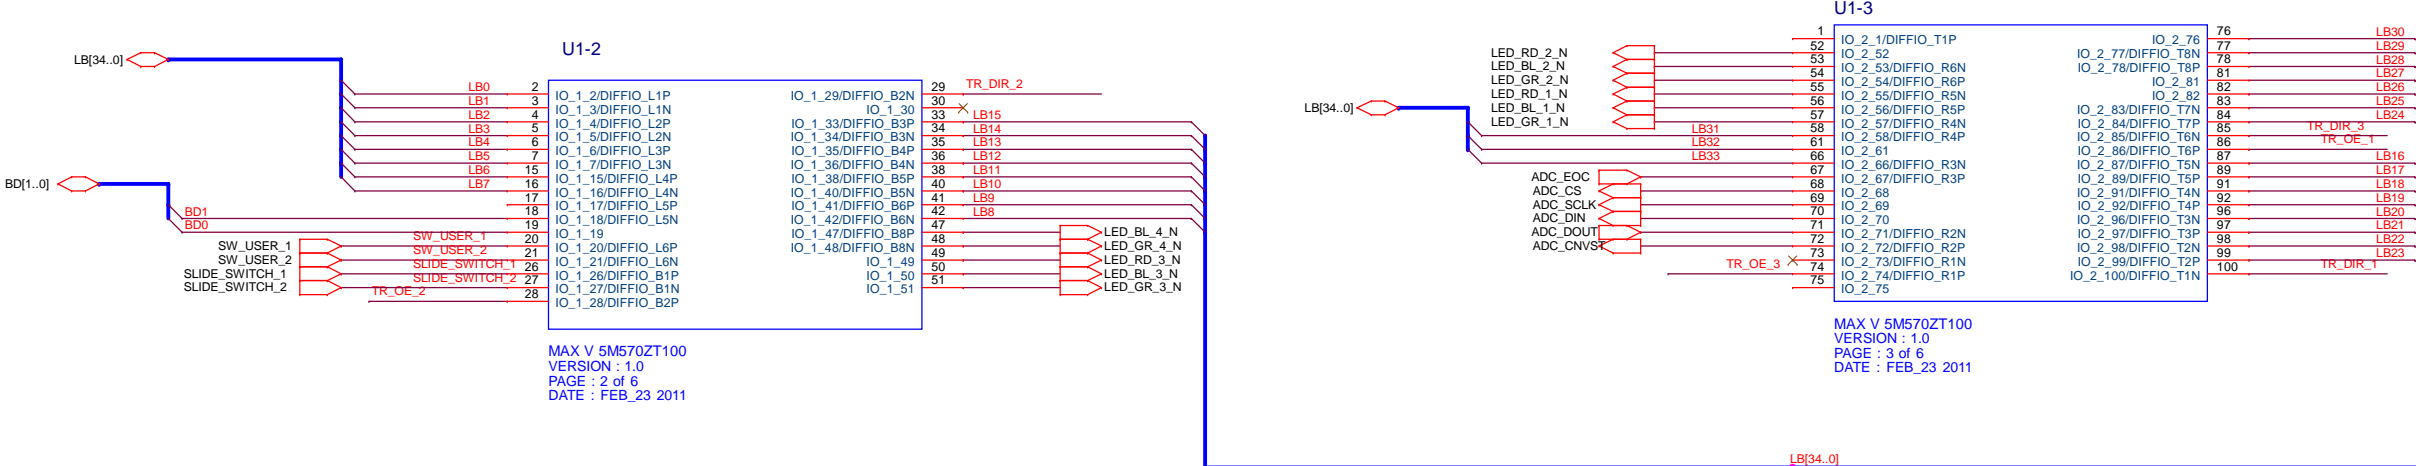 U1-2
LB[34..0]
BD[1..0]
LB0 2 IO_1_2/DIFFIO_L1P
LB1 3 IO_1_3/DIFFIO_L1N
LB2 4 IO_1_4/DIFFIO_L2P
LB3 5 IO_1_5/DIFFIO_L2N
LB4 6 IO_1_6/DIFFIO_L3P
LB5 7 IO_1_7/DIFFIO_L3N
LB6 15 IO_1_15/DIFFIO_L4P
LB7 16 IO_1_16/DIFFIO_L4N
17 IO_1_17/DIFFIO_L5P
BD1 18 IO_1_18/DIFFIO_L5N
BD0 19 IO_1_19
SW_USER_1 SW_USER_1 20 IO_1_20/DIFFIO_L6P
SW_USER_2 SW_USER_2 21 IO_1_21/DIFFIO_L6N
SLIDE_SWITCH_1 SLIDE_SWITCH_1 26 IO_1_26/DIFFIO_B1P
SLIDE_SWITCH_2 SLIDE_SWITCH_2 27 IO_1_27/DIFFIO_B1N
TR_OE_2 28 IO_1_28/DIFFIO_B2P
IO_1_29/DIFFIO_B2N 29 TR_DIR_2
IO_1_30 30
IO_1_33/DIFFIO_B3P 33 LB15
IO_1_34/DIFFIO_B3N 34 LB14
IO_1_35/DIFFIO_B4P 35 LB13
IO_1_36/DIFFIO_B4N 36 LB12
IO_1_38/DIFFIO_B5P 38 LB11
IO_1_40/DIFFIO_B5N 40 LB10
IO_1_41/DIFFIO_B6P 41 LB9
IO_1_42/DIFFIO_B6N 42 LB8
IO_1_47/DIFFIO_B8P 47 LED_BL_4_N
IO_1_48/DIFFIO_B8N 48 LED_GR_4_N
IO_1_49 49 LED_RD_3_N
IO_1_50 50 LED_BL_3_N
IO_1_51 51 LED_GR_3_N
MAX V 5M570ZT100
VERSION : 1.0
PAGE : 2 of 6
DATE : FEB_23 2011
U1-3
LB[34..0]
1 IO_2_1/DIFFIO_T1P
LED_RD_2_N 52 IO_2_52
LED_BL_2_N 53 IO_2_53/DIFFIO_R6N
LED_GR_2_N 54 IO_2_54/DIFFIO_R6P
LED_RD_1_N 55 IO_2_55/DIFFIO_R5N
LED_BL_1_N 56 IO_2_56/DIFFIO_R5P
LED_GR_1_N 57 IO_2_57/DIFFIO_R4N
LB31 58 IO_2_58/DIFFIO_R4P
LB32 61 IO_2_61
LB33 66 IO_2_66/DIFFIO_R3N
ADC_EOC 67 IO_2_67/DIFFIO_R3P
ADC_CS 68 IO_2_68
ADC_SCLK 69 IO_2_69
ADC_DIN 70 IO_2_70
ADC_DOUT 71 IO_2_71/DIFFIO_R2N
ADC_CNVST 72 IO_2_72/DIFFIO_R2P
73 IO_2_73/DIFFIO_R1N
TR_OE_3 74 IO_2_74/DIFFIO_R1P
75 IO_2_75
IO_2_76 76 LB30
IO_2_77/DIFFIO_T8N 77 LB29
IO_2_78/DIFFIO_T8P 78 LB28
IO_2_81 81 LB27
IO_2_82 82 LB26
IO_2_83/DIFFIO_T7N 83 LB25
IO_2_84/DIFFIO_T7P 84 LB24
IO_2_85/DIFFIO_T6N 85 TR_DIR_3
IO_2_86/DIFFIO_T6P 86 TR_OE_1
IO_2_87/DIFFIO_T5N 87 LB16
IO_2_89/DIFFIO_T5P 89 LB17
IO_2_91/DIFFIO_T4N 91 LB18
IO_2_92/DIFFIO_T4P 92 LB19
IO_2_96/DIFFIO_T3N 96 LB20
IO_2_97/DIFFIO_T3P 97 LB21
IO_2_98/DIFFIO_T2N 98 LB22
IO_2_99/DIFFIO_T2P 99 LB23
IO_2_100/DIFFIO_T1N 100 TR_DIR_1
MAX V 5M570ZT100
VERSION : 1.0
PAGE : 3 of 6
DATE : FEB_23 2011
LB[34..0]